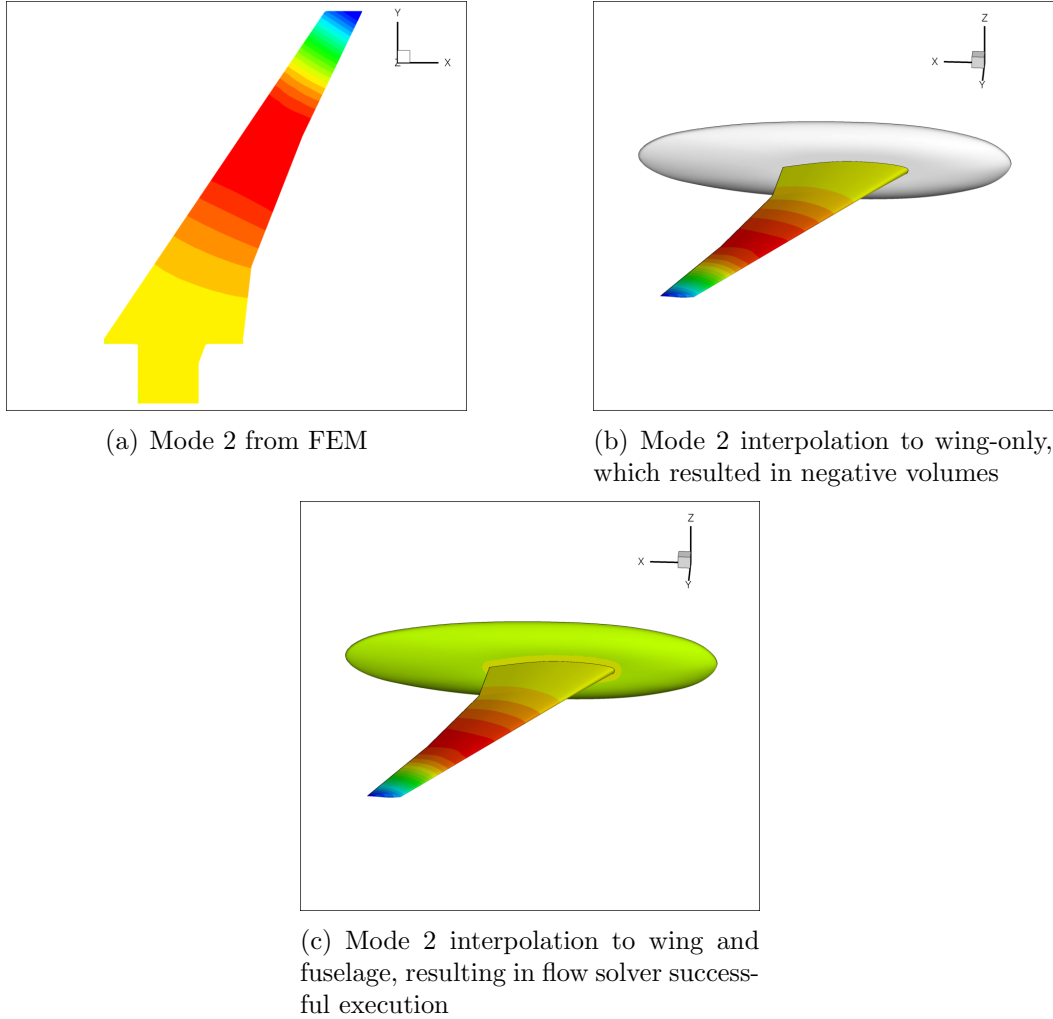 Y
Z
X
(a) Mode 2 from FEM
Z
X
Y
(b) Mode 2 interpolation to wing-only,
which resulted in negative volumes
Z
X
Y
(c) Mode 2 interpolation to wing and
fuselage, resulting in flow solver success-
ful execution